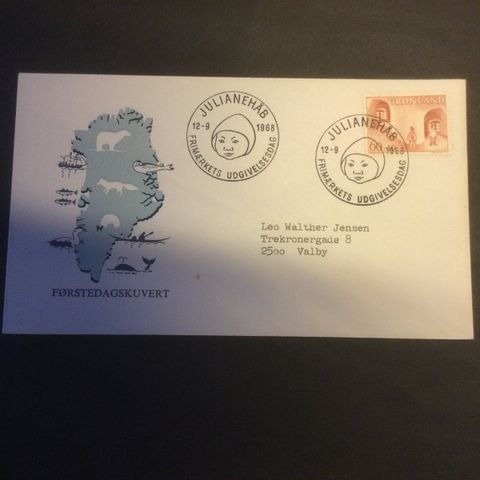 JULIANEHÅB
12-9 1968
FRIMÆRKETS UDGIVELSESDAG
GRØNLAND
60
JULIANEHÅB
12-9 1968
FRIMÆRKETS UDGIVELSESDAG
Leo Walther Jensen
Trekronergade 8
2500 Valby
FØRSTEDAGSKUVERT